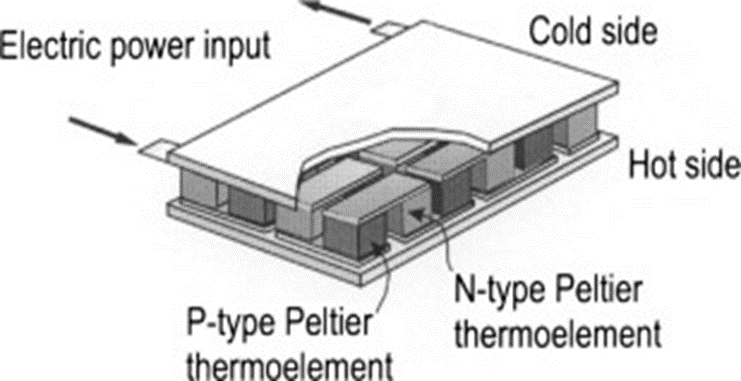 Electric power input
Cold side
Hot side
N-type Peltier
thermoelement
P-type Peltier
thermoelement